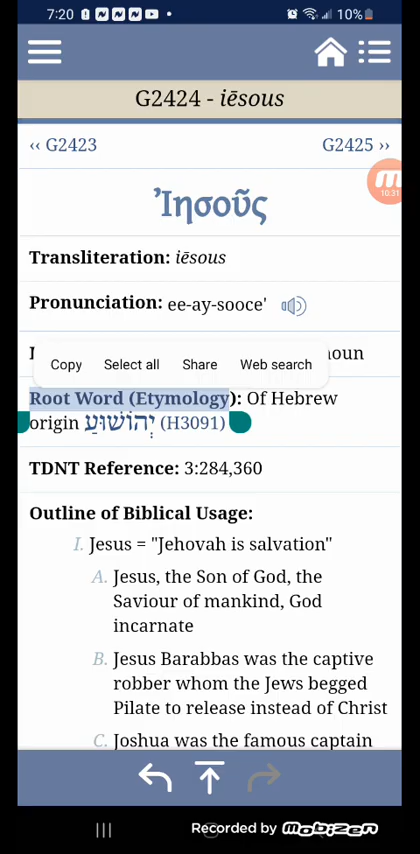 7:20 10%
G2424 - iēsous
‹‹ G2423 G2425 ››
10:31
Ἰησοῦς
Transliteration: iēsous
Pronunciation: ee-ay-sooce'
noun
Copy Select all Share Web search
Root Word (Etymology): Of Hebrew
origin יְהוֹשׁוּעַ (H3091)
TDNT Reference: 3:284,360
Outline of Biblical Usage:
I. Jesus = "Jehovah is salvation"
A. Jesus, the Son of God, the
Saviour of mankind, God
incarnate
B. Jesus Barabbas was the captive
robber whom the Jews begged
Pilate to release instead of Christ
C. Joshua was the famous captain
Recorded by mobizen